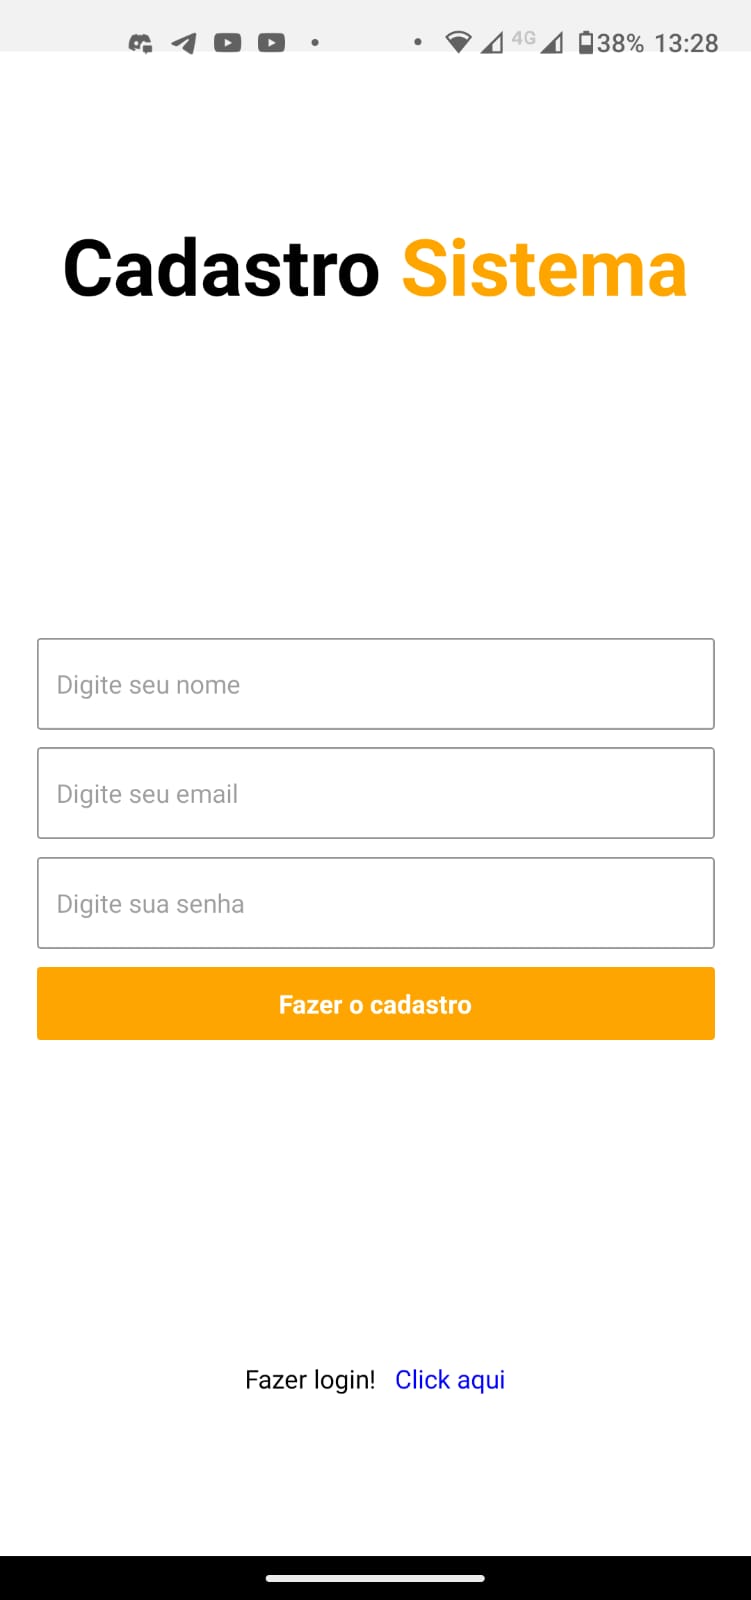 4G 38% 13:28
Cadastro Sistema
Digite seu nome
Digite seu email
Digite sua senha
Fazer o cadastro
Fazer login! Click aqui